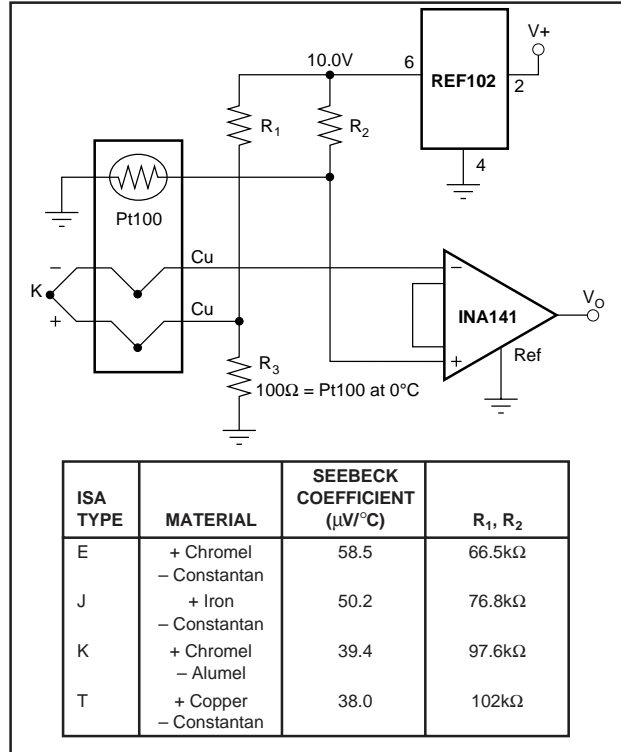 V+
10.0V
6
REF102
2
R1
R2
4
Pt100
Cu
–
–
K
Cu
VO
INA141
+
+
Ref
R3
100Ω = Pt100 at 0°C
ISA TYPE MATERIAL SEEBECK COEFFICIENT (μV/°C) R1, R2
E + Chromel 58.5 66.5kΩ
– Constantan
J + Iron 50.2 76.8kΩ
– Constantan
K + Chromel 39.4 97.6kΩ
– Alumel
T + Copper 38.0 102kΩ
– Constantan